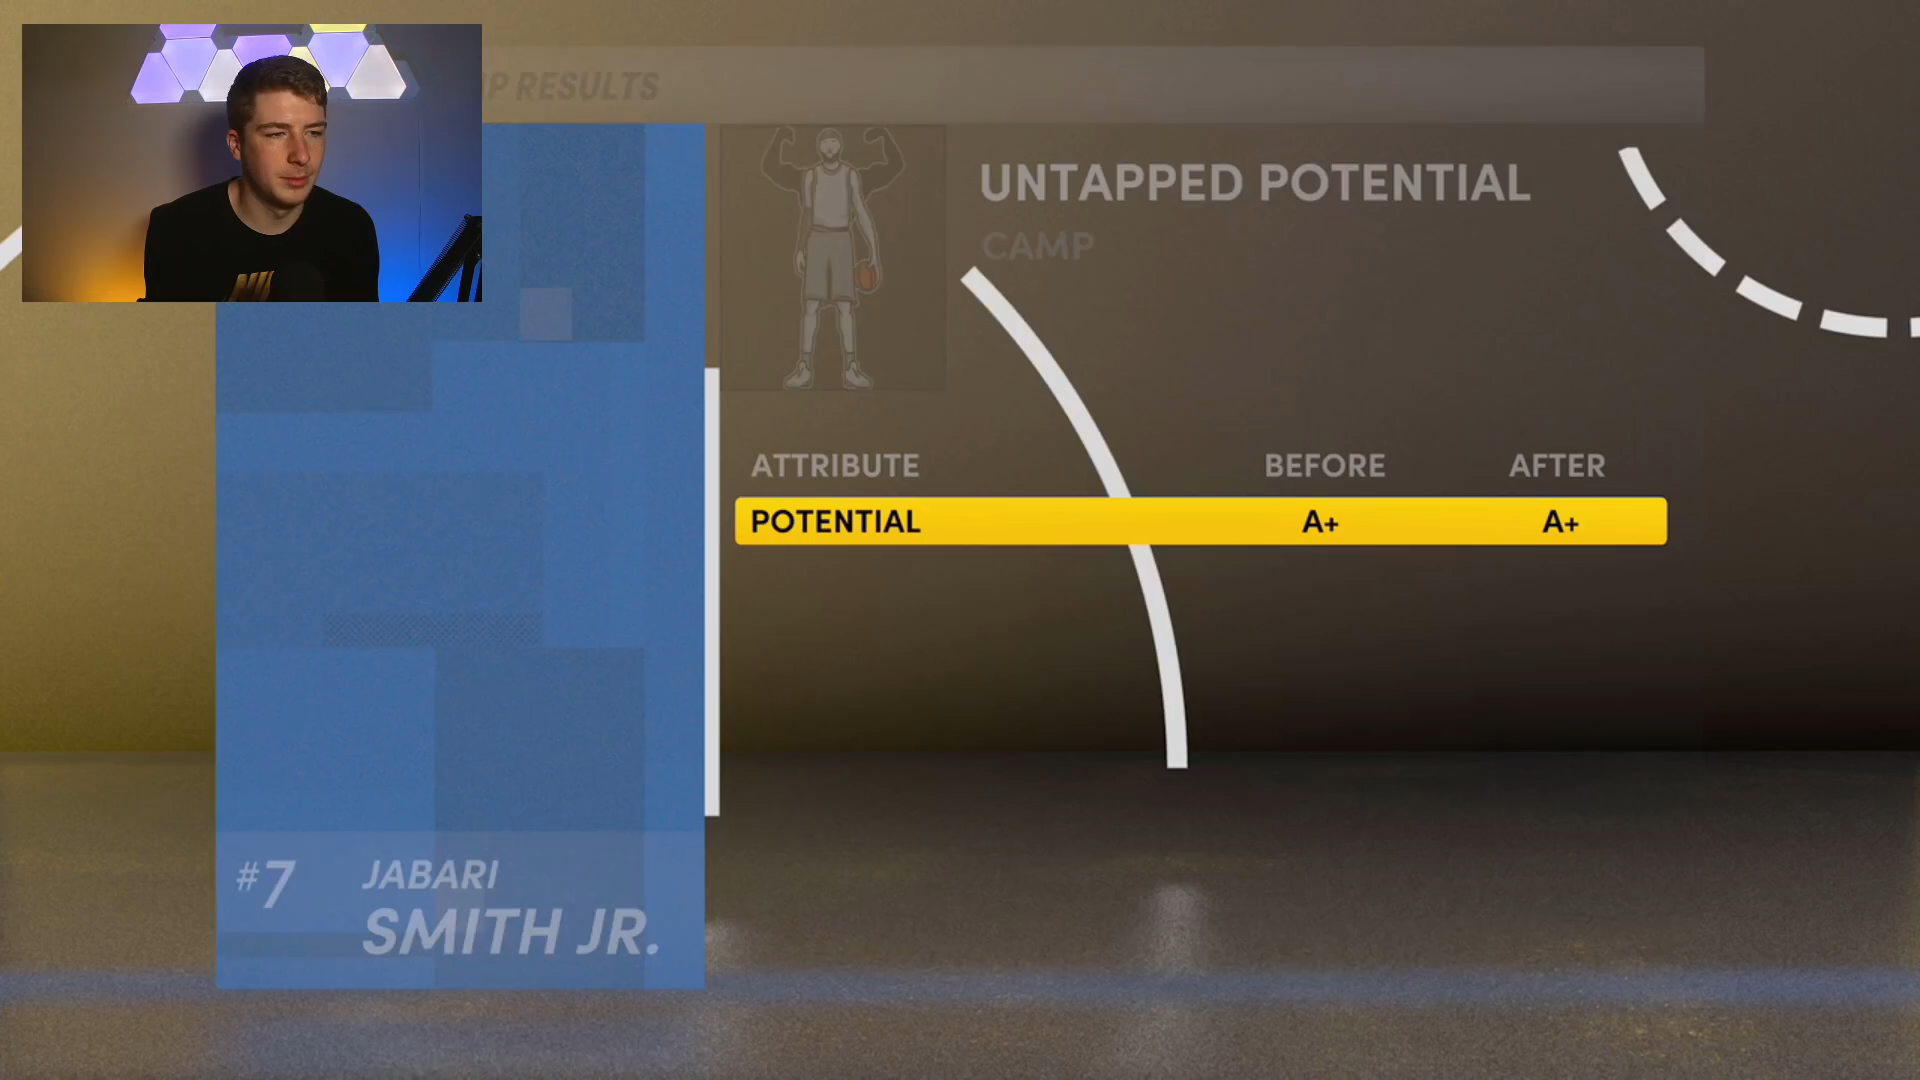 P RESULTS
UNTAPPED POTENTIAL
CAMP
ATTRIBUTE BEFORE AFTER
POTENTIAL A+ A+
#7 JABARI
SMITH JR.